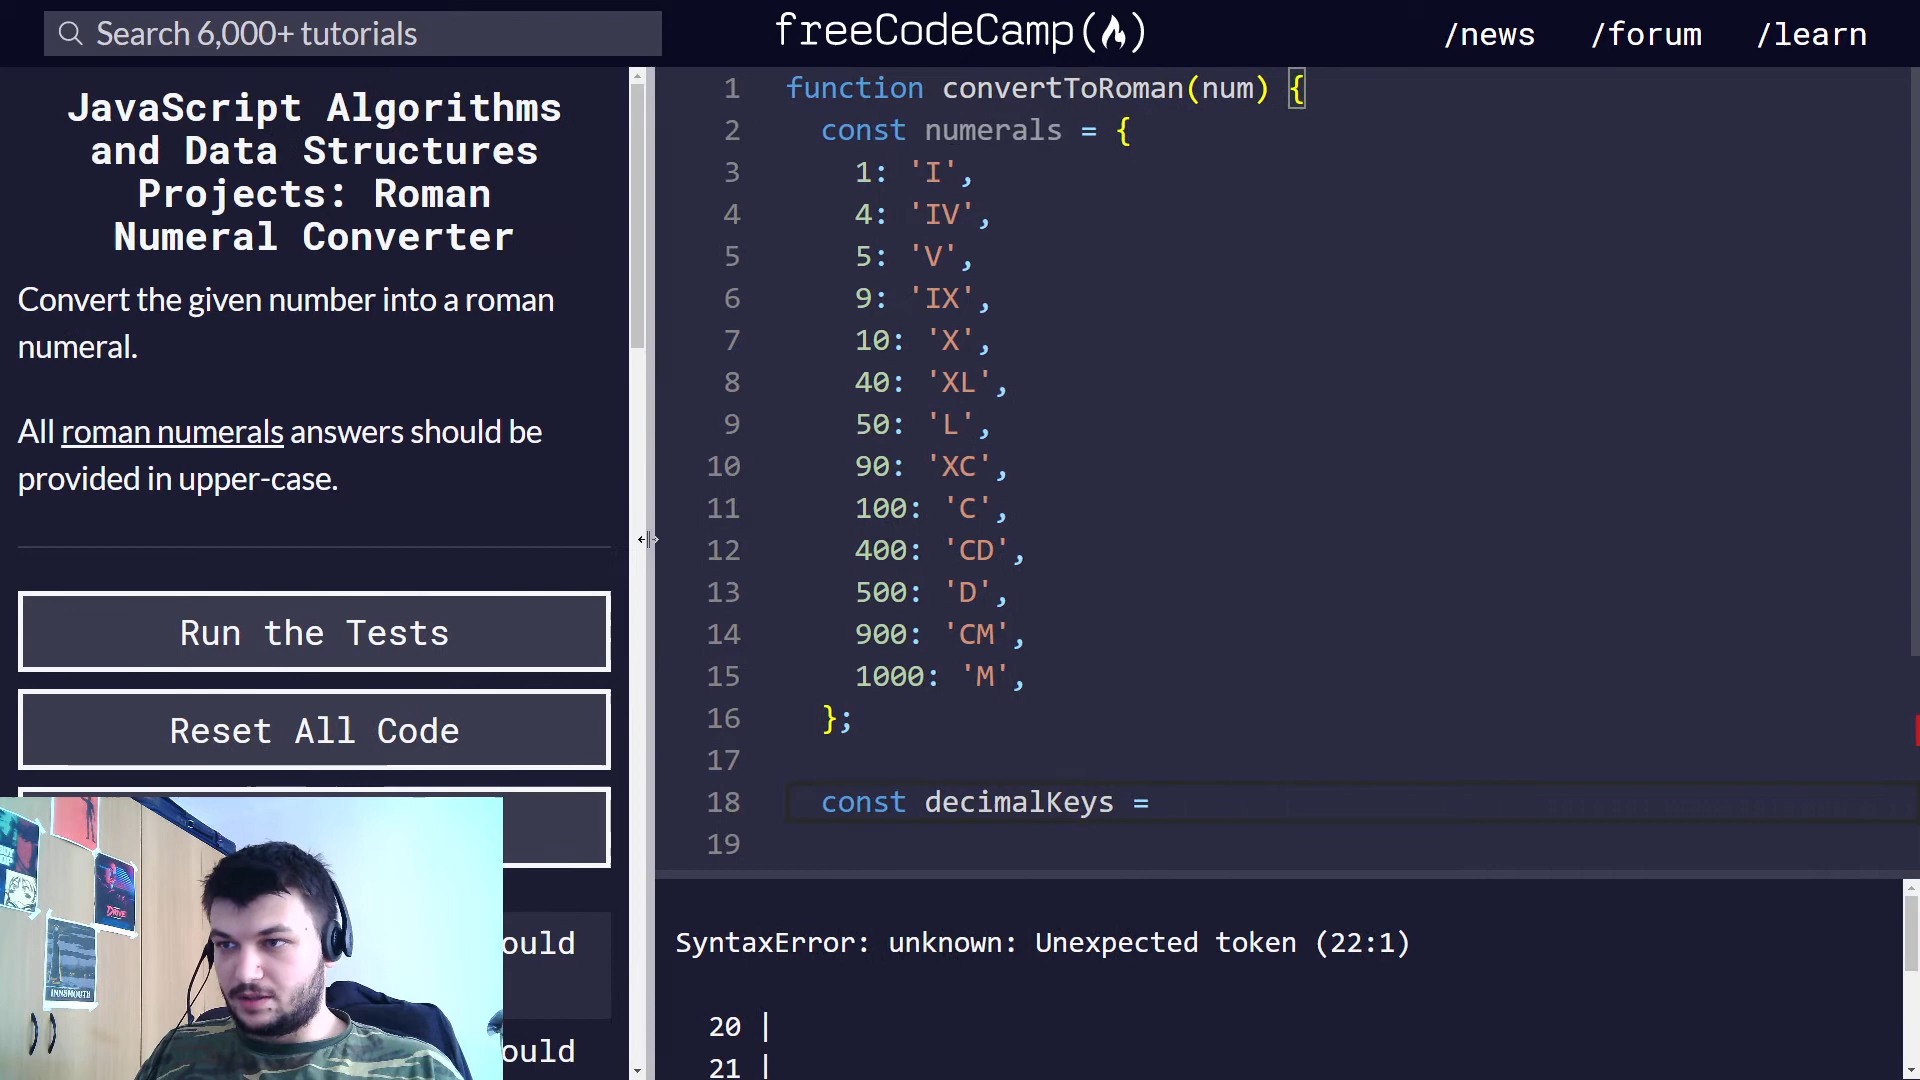 Search 6,000+ tutorials
freeCodeCamp
/news
/forum
/learn
JavaScript Algorithms
and Data Structures
Projects: Roman
Numeral Converter
Convert the given number into a roman
numeral.
All roman numerals answers should be
provided in upper-case.
Run the Tests
Reset All Code
ould
ould
DRIVE
INNSMOUTH
1 function convertToRoman(num) {
2 const numerals = {
3 1: 'I',
4 4: 'IV',
5 5: 'V',
6 9: 'IX',
7 10: 'X',
8 40: 'XL',
9 50: 'L',
10 90: 'XC',
11 100: 'C',
12 400: 'CD',
13 500: 'D',
14 900: 'CM',
15 1000: 'M',
16 };
17
18 const decimalKeys =
19
SyntaxError: unknown: Unexpected token (22:1)
20 |
21 |